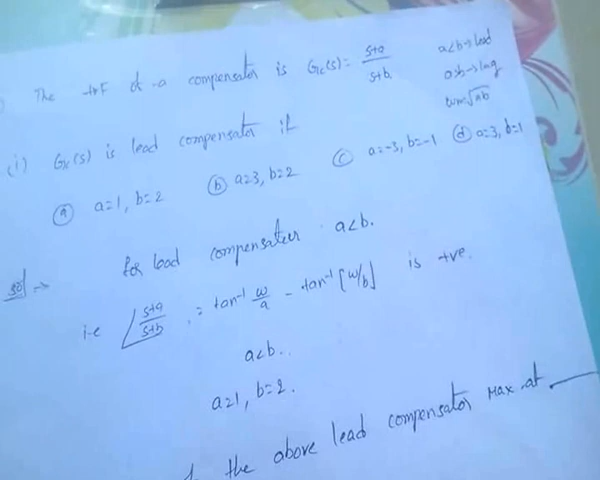 The trF of a compensator is Gc(s) = s+a / s+b
a<b → lead
a>b → lag
ωm=√ab
(i) Gc(s) is lead compensator if
(a) a=1, b=2 (b) a=3, b=2 (c) a=-3, b=-1 (d) a=3, b=1
Sol → for lead compensator a<b.
i.e ∠ s+a / s+b = tan⁻¹ ω/a - tan⁻¹ [ω/b] is +ve.
a<b.
a=1, b=2.
the above lead compensator Max at